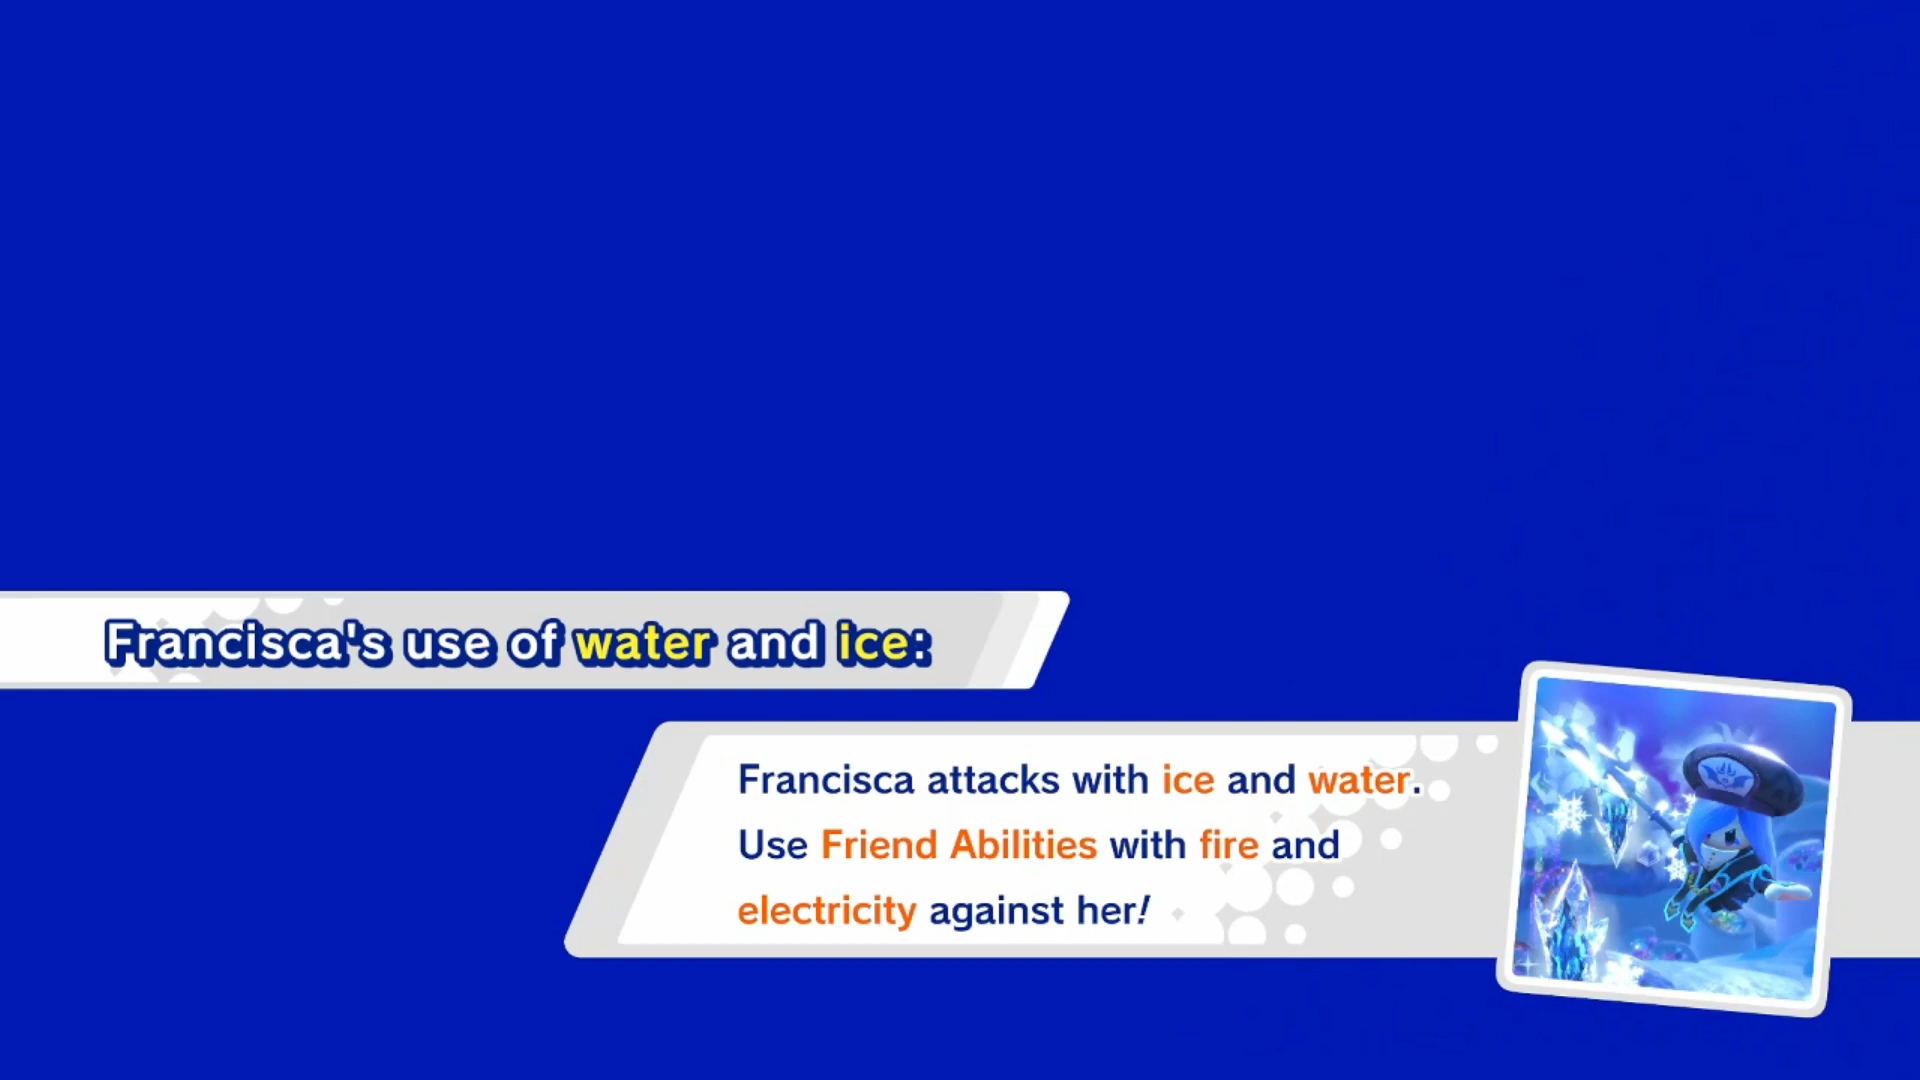 Francisca's use of water and ice:
Francisca attacks with ice and water.
Use Friend Abilities with fire and
electricity against her!